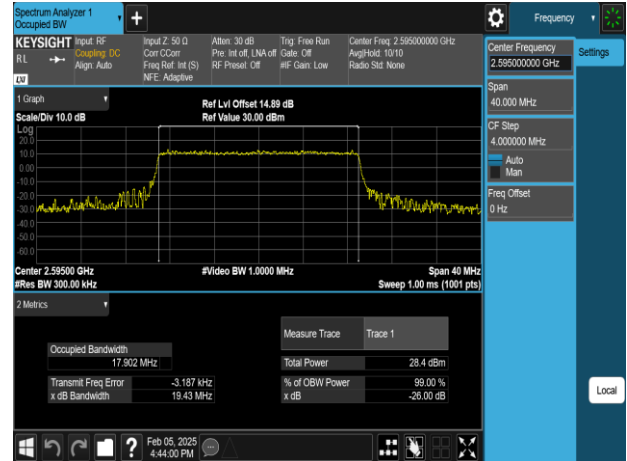 Spectrum Analyzer 1
Occupied BW
+
Frequency
KEYSIGHT
RL
LXI
Input: RF
Coupling: DC
Align: Auto
Input Z: 50 Ω
Corr CCorr
Freq Ref: Int (S)
NFE: Adaptive
Atten: 30 dB
Pre: Int off, LNA off
RF Preset: Off
Trig: Free Run
Gate: Off
#IF Gain: Low
Center Freq: 2.595000000 GHz
Avg|Hold: 10/10
Radio Std: None
Center Frequency
2.595000000 GHz
Settings
Span
40.000 MHz
CF Step
4.000000 MHz
Auto
Man
Freq Offset
0 Hz
Local
1 Graph
Ref Lvl Offset 14.89 dB
Scale/Div 10.0 dB
Ref Value 30.00 dBm
Log
20.0
10.0
0.00
-10.0
-20.0
-30.0
-40.0
-50.0
-60.0
Center 2.59500 GHz
#Video BW 1.0000 MHz
Span 40 MHz
#Res BW 300.00 kHz
Sweep 1.00 ms (1001 pts)
2 Metrics
Measure Trace
Trace 1
Occupied Bandwidth
17.902 MHz
Total Power
28.4 dBm
Transmit Freq Error
-3.187 kHz
% of OBW Power
99.00 %
x dB Bandwidth
19.43 MHz
x dB
-26.00 dB
?
Feb 05, 2025
4:44:00 PM